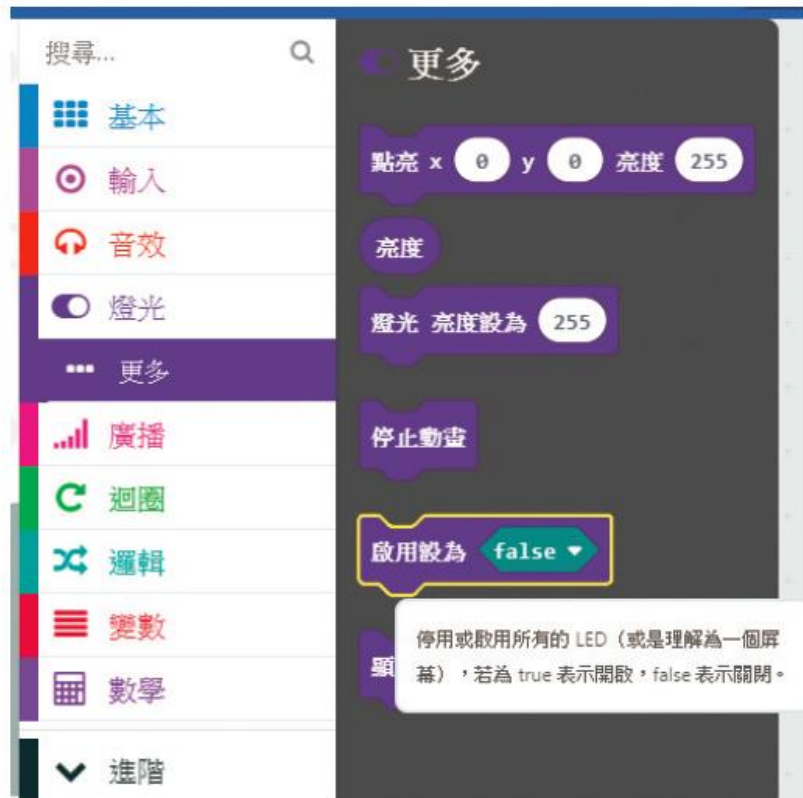 搜尋...
基本
輸入
音效
燈光
更多
廣播
迴圈
邏輯
變數
數學
進階
更多
點亮 x 0 y 0 亮度 255
亮度
燈光 亮度設為 255
停止動畫
啟用設為 false
顯
停用或啟用所有的 LED（或是理解為一個屏
幕），若為 true 表示開啟，false 表示關閉。